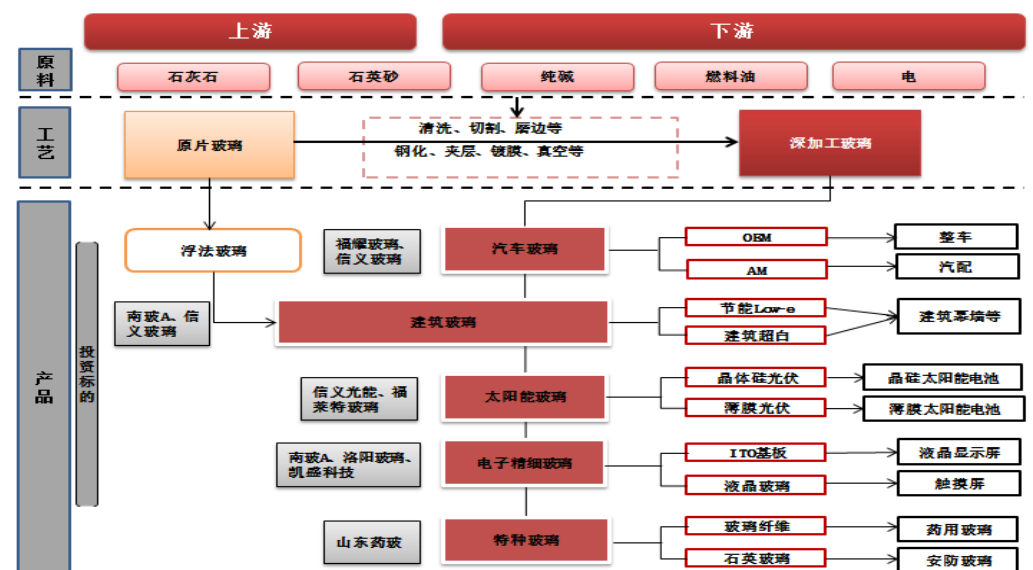 上游
下游
原料
石灰石
石英砂
纯碱
燃料油
电
工艺
原片玻璃
清洗、切割、磨边等
钢化、夹层、镀膜、真空等
深加工玻璃
产品
投资标的
浮法玻璃
福耀玻璃、
信义玻璃
汽车玻璃
OEM
整车
AM
汽配
南玻A、信
义玻璃
建筑玻璃
节能Low-e
建筑超白
建筑幕墙等
信义光能、福
莱特玻璃
太阳能玻璃
晶体硅光伏
晶硅太阳能电池
薄膜光伏
薄膜太阳能电池
南玻A、洛阳玻璃、
凯盛科技
电子精细玻璃
ITO基板
液晶显示屏
液晶玻璃
触摸屏
山东药玻
特种玻璃
玻璃纤维
药用玻璃
石英玻璃
安防玻璃